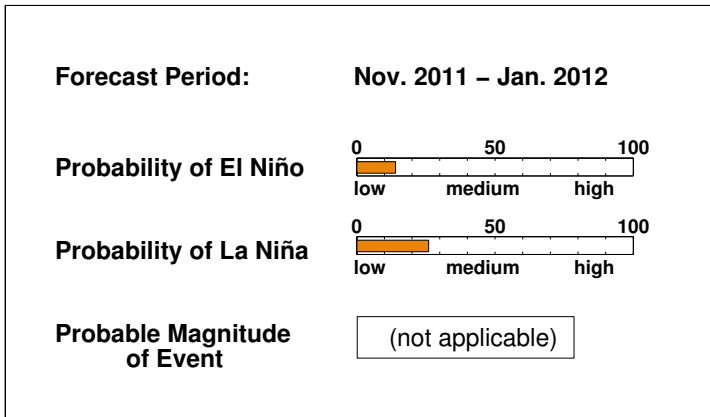 Forecast Period: Nov. 2011 – Jan. 2012
0 50 100
Probability of El Niño
low medium high
0 50 100
Probability of La Niña
low medium high
Probable Magnitude
of Event
(not applicable)